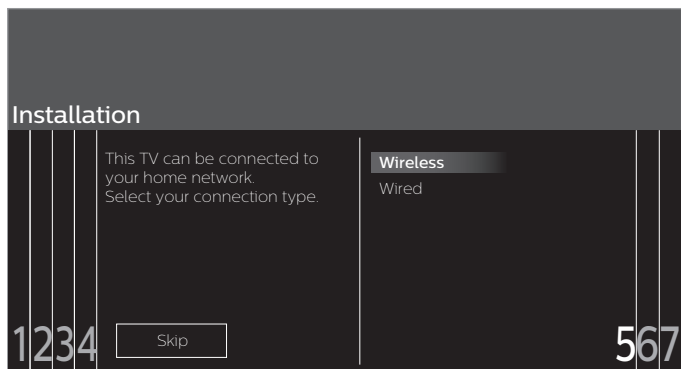 Installation
This TV can be connected to
your home network.
Select your connection type.
Wireless
Wired
1234
Skip
567